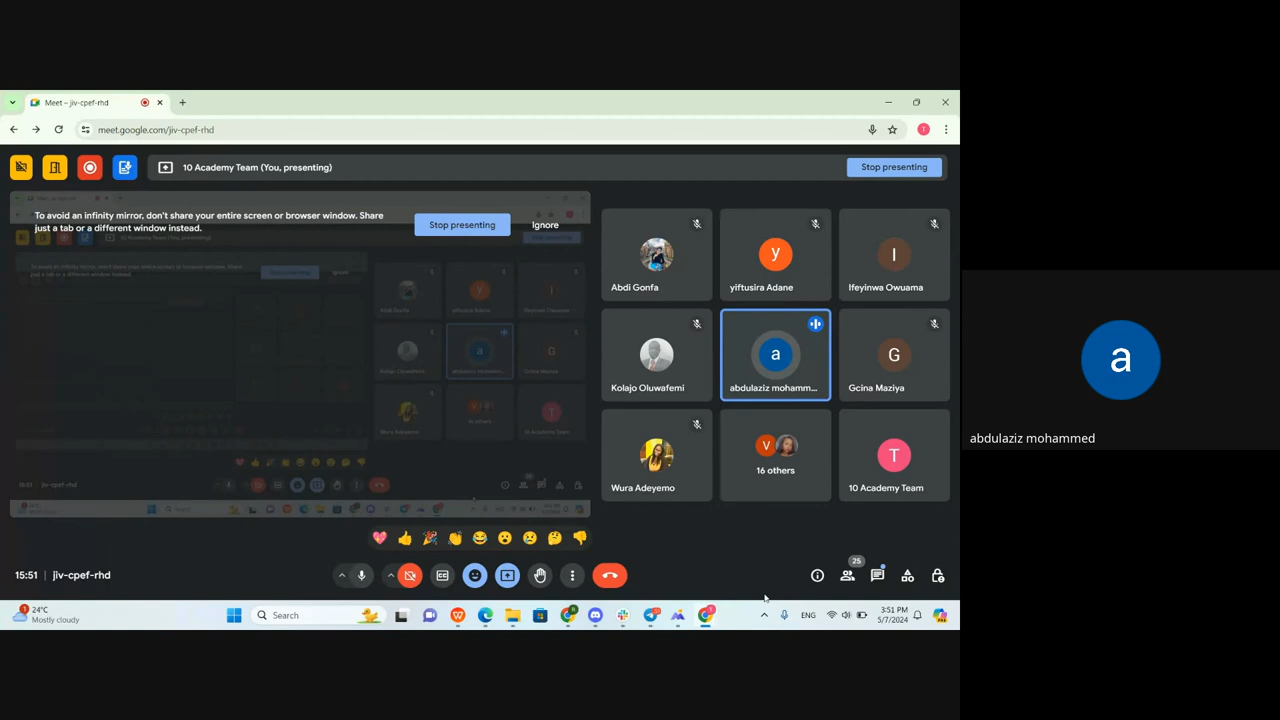 Meet – jiv-cpef-rhd
meet.google.com/jiv-cpef-rhd
T
10 Academy Team (You, presenting)
Stop presenting
To avoid an infinity mirror, don't share your entire screen or browser window. Share
just a tab or a different window instead.
Stop presenting
Ignore
Abdi Gonfa
y
yiftusira Adane
I
Ifeyinwa Owuama
Kolajo Oluwafemi
a
abdulaziz mohamm...
G
Gcina Maziya
Wura Adeyemo
V
16 others
T
10 Academy Team
15:51
jiv-cpef-rhd
25
24°C
Mostly cloudy
Search
ENG
3:51 PM
5/7/2024
a
abdulaziz mohammed